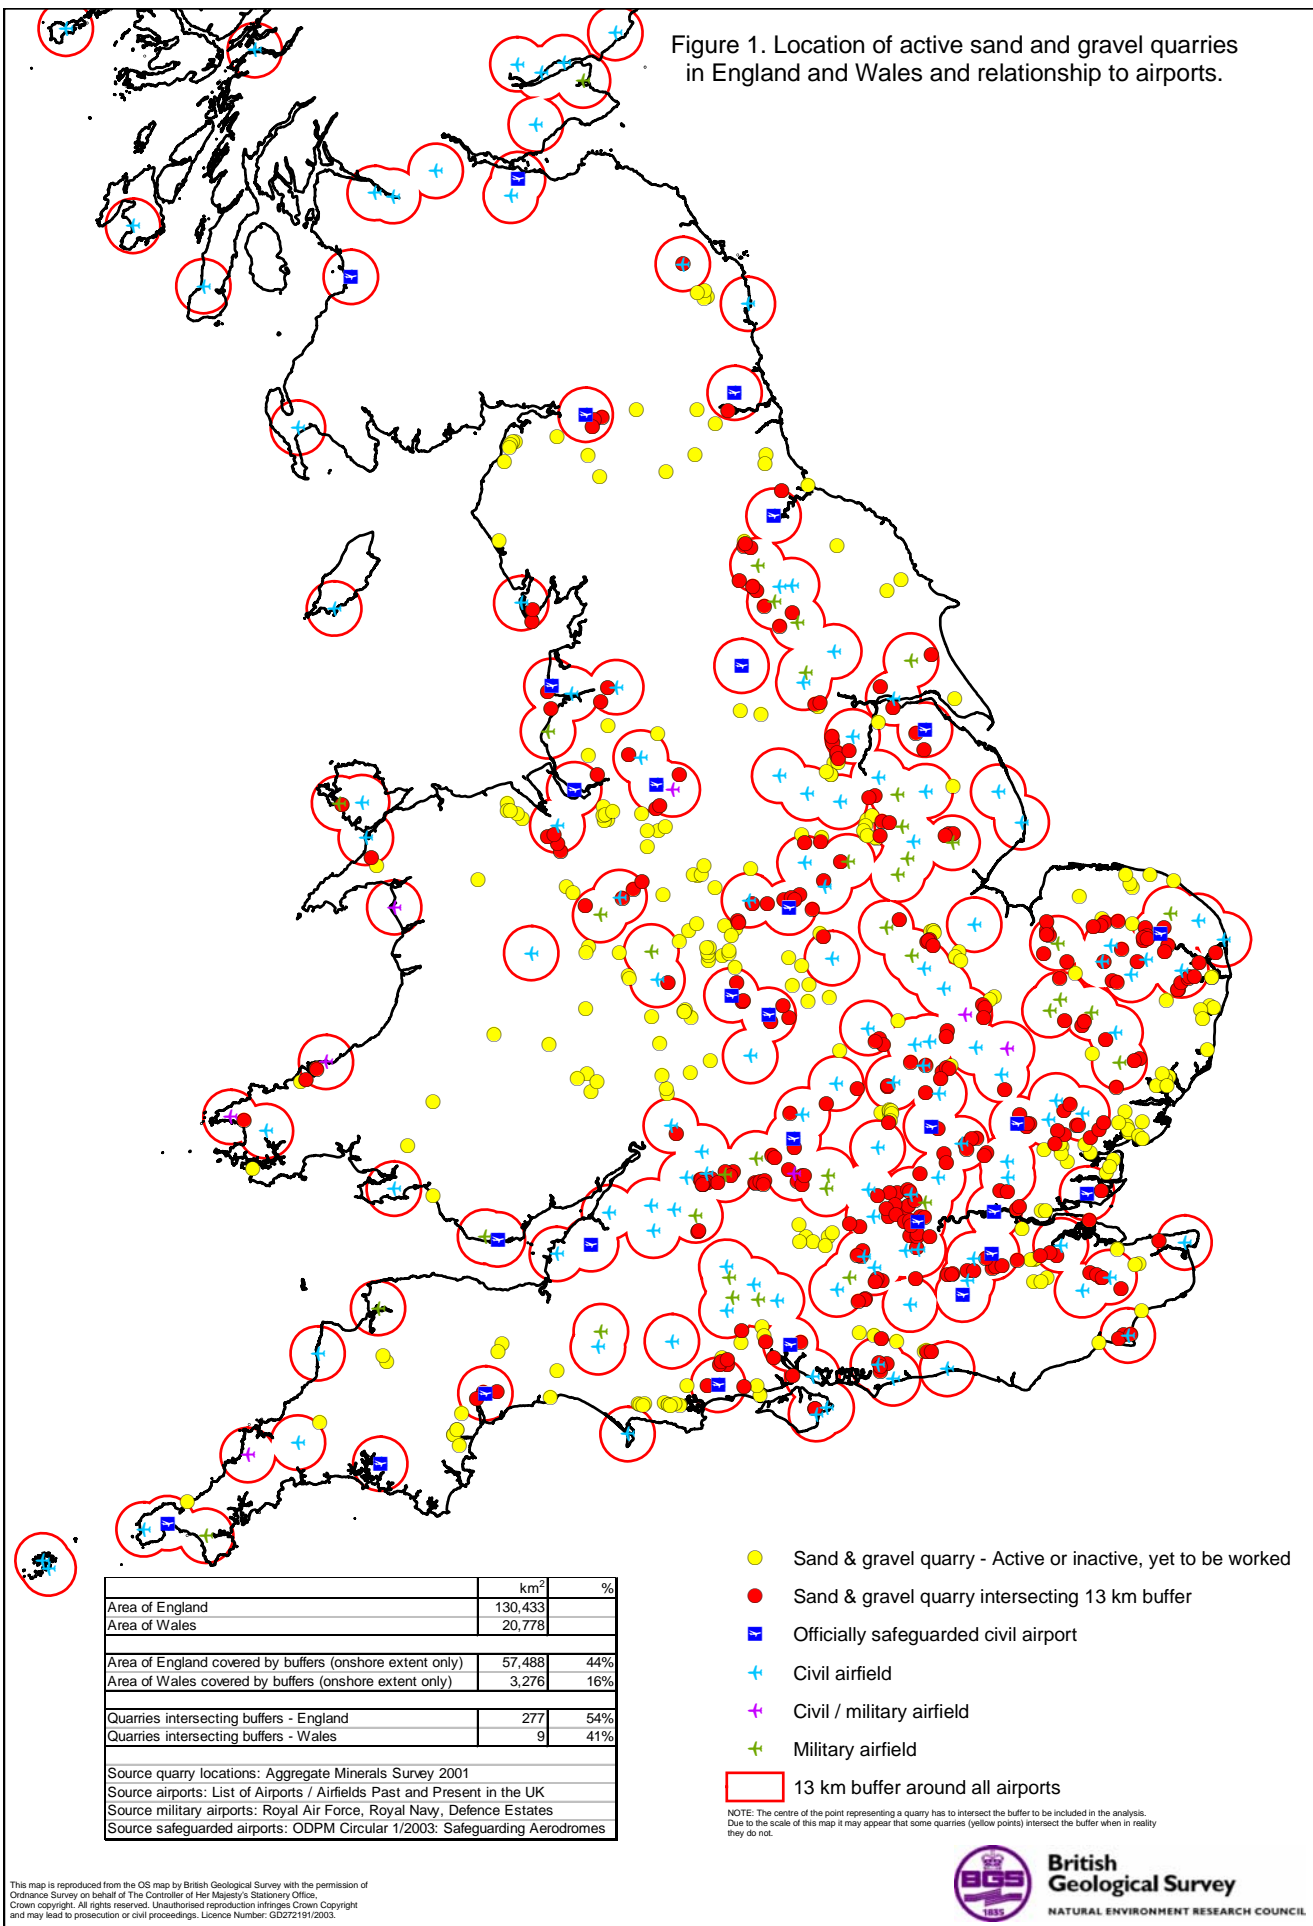 Figure 1. Location of active sand and gravel quarries
in England and Wales and relationship to airports.
Sand & gravel quarry - Active or inactive, yet to be worked
Sand & gravel quarry intersecting 13 km buffer
Officially safeguarded civil airport
Civil airfield
Civil / military airfield
Military airfield
13 km buffer around all airports
NOTE: The centre of the point representing a quarry has to intersect the buffer to be included in the analysis.
Due to the scale of this map it may appear that some quarries (yellow points) intersect the buffer when in reality
they do not.
km² %
Area of England 130,433
Area of Wales 20,778
Area of England covered by buffers (onshore extent only) 57,488 44%
Area of Wales covered by buffers (onshore extent only) 3,276 16%
Quarries intersecting buffers - England 277 54%
Quarries intersecting buffers - Wales 9 41%
Source quarry locations: Aggregate Minerals Survey 2001
Source airports: List of Airports / Airfields Past and Present in the UK
Source military airports: Royal Air Force, Royal Navy, Defence Estates
Source safeguarded airports: ODPM Circular 1/2003: Safeguarding Aerodromes
This map is reproduced from the OS map by British Geological Survey with the permission of
Ordnance Survey on behalf of The Controller of Her Majesty's Stationery Office,
Crown copyright. All rights reserved. Unauthorised reproduction infringes Crown Copyright
and may lead to prosecution or civil proceedings. Licence Number: GD272191/2003.
BGS
1835
British
Geological Survey
NATURAL ENVIRONMENT RESEARCH COUNCIL